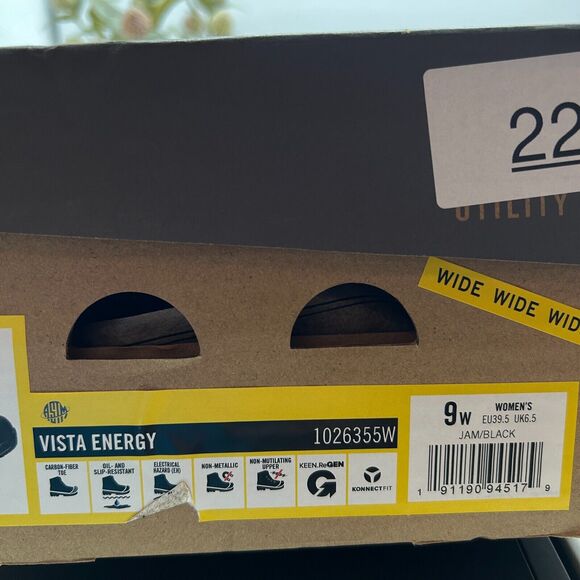 22
UTILITY
WIDE WIDE WID
ASTM
VISTA ENERGY 1026355W
CARBON-FIBER TOE
OIL- AND SLIP-RESISTANT
ELECTRICAL HAZARD (EH)
NON-METALLIC
NON-MUTILATING UPPER
KEEN.ReGEN
KONNECTFIT
9W WOMEN'S
EU39.5 UK6.5
JAM/BLACK
1 91190 94517 9